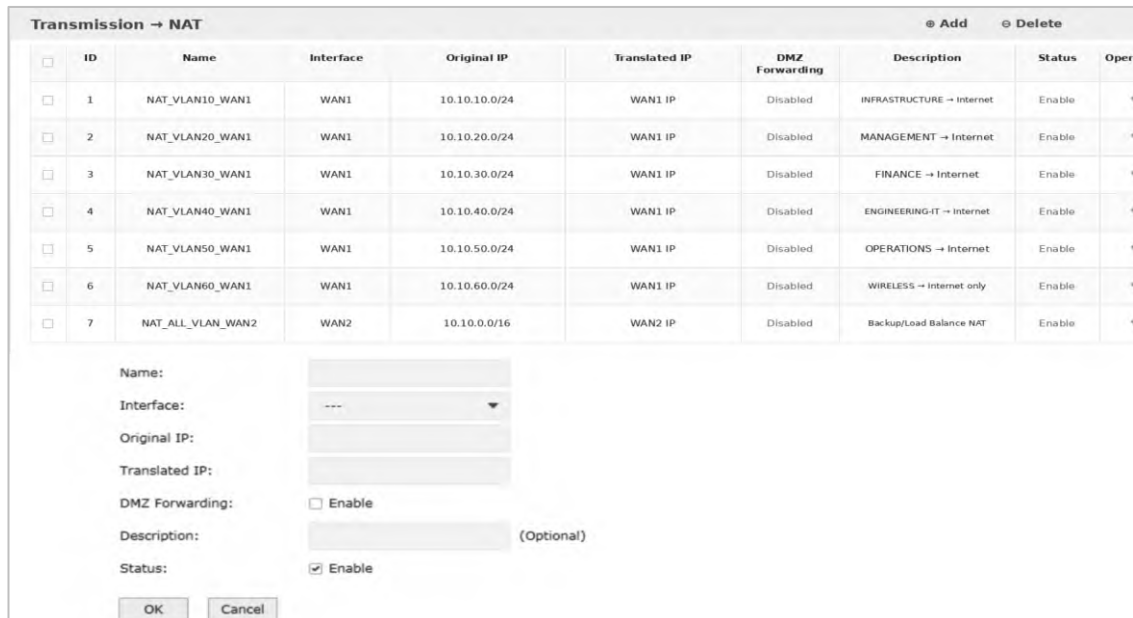 Transmission → NAT ⊕ Add ⊖ Delete
ID Name Interface Original IP Translated IP DMZ Forwarding Description Status Oper
1 NAT_VLAN10_WAN1 WAN1 10.10.10.0/24 WAN1 IP Disabled INFRASTRUCTURE → Internet Enable
2 NAT_VLAN20_WAN1 WAN1 10.10.20.0/24 WAN1 IP Disabled MANAGEMENT → Internet Enable
3 NAT_VLAN30_WAN1 WAN1 10.10.30.0/24 WAN1 IP Disabled FINANCE → Internet Enable
4 NAT_VLAN40_WAN1 WAN1 10.10.40.0/24 WAN1 IP Disabled ENGINEERING-IT → Internet Enable
5 NAT_VLAN50_WAN1 WAN1 10.10.50.0/24 WAN1 IP Disabled OPERATIONS → Internet Enable
6 NAT_VLAN60_WAN1 WAN1 10.10.60.0/24 WAN1 IP Disabled WIRELESS → Internet only Enable
7 NAT_ALL_VLAN_WAN2 WAN2 10.10.0.0/16 WAN2 IP Disabled Backup/Load Balance NAT Enable
Name:
Interface: ---
Original IP:
Translated IP:
DMZ Forwarding: Enable
Description: (Optional)
Status: Enable
OK Cancel